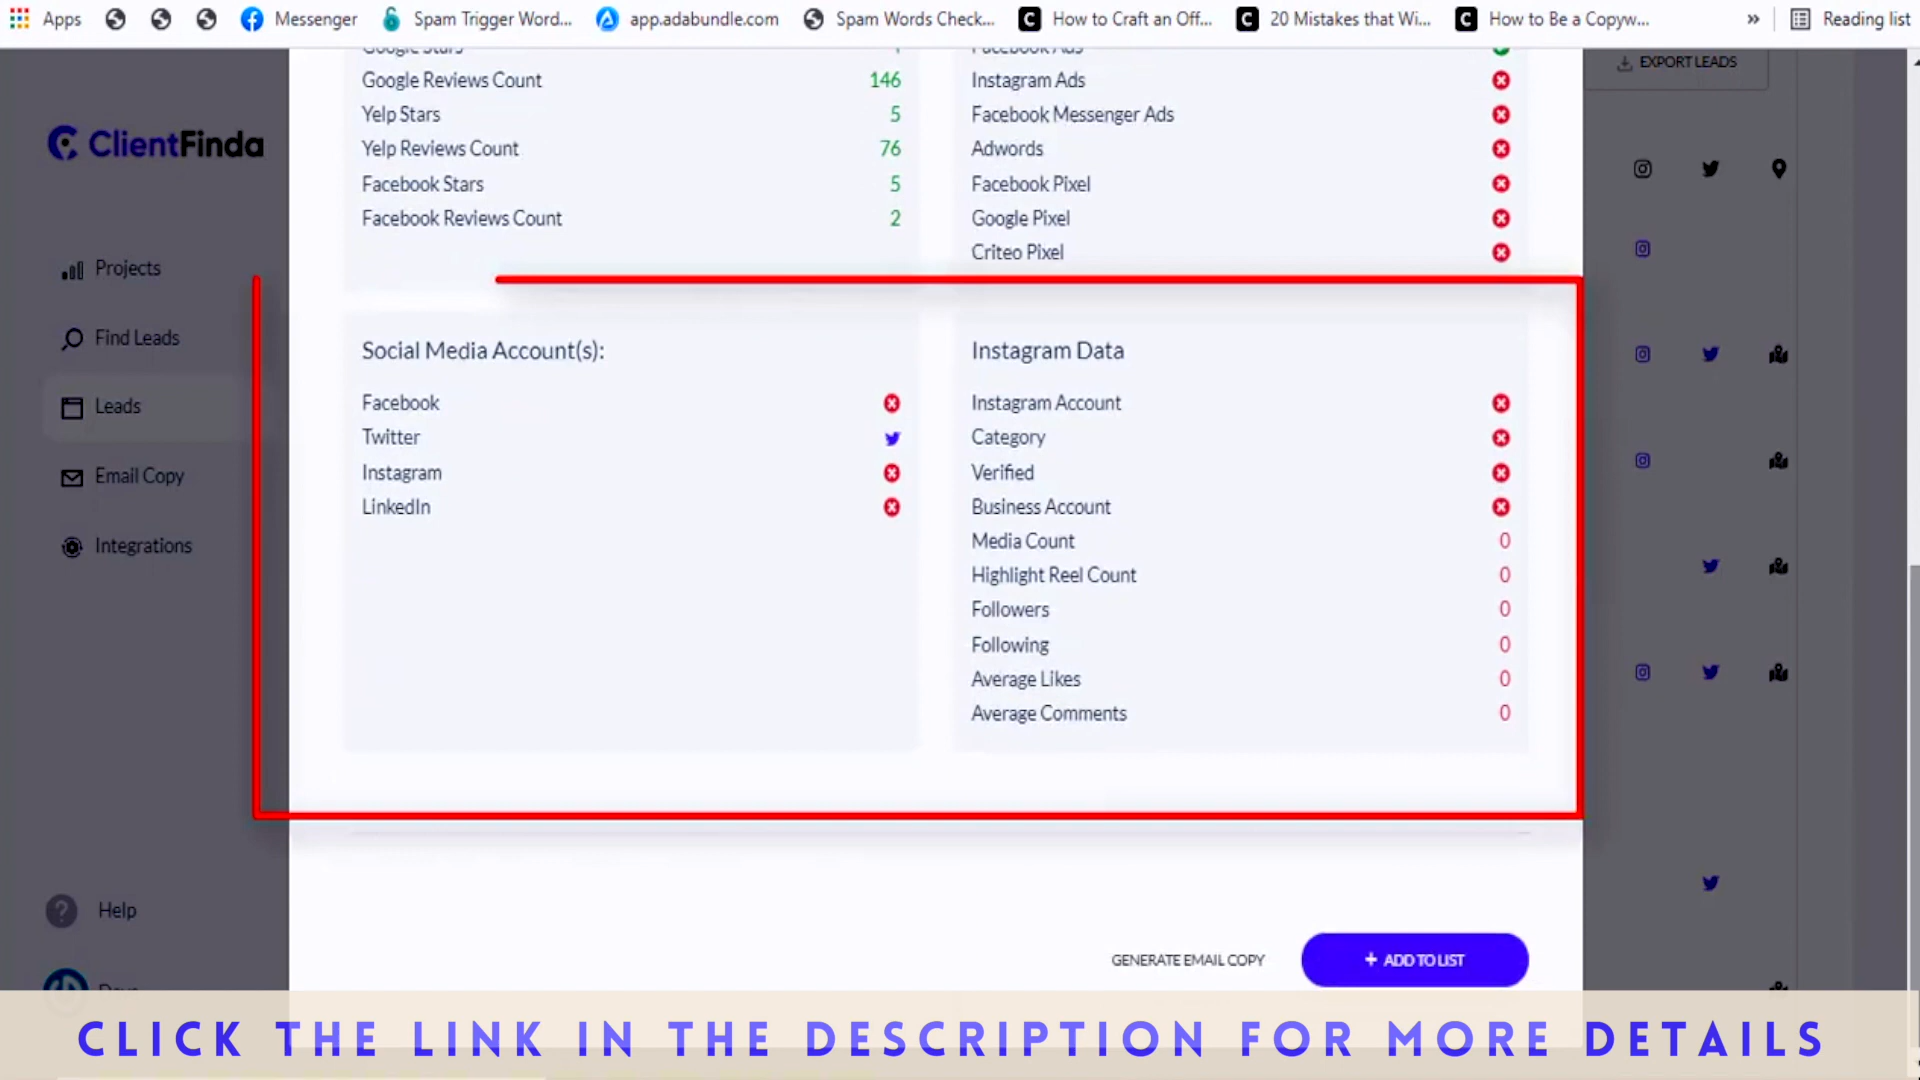 Apps
Messenger
Spam Trigger Word...
app.adabundle.com
Spam Words Check...
How to Craft an Off...
20 Mistakes that Wi...
How to Be a Copyw...
»
Reading list
ClientFinda
Projects
Find Leads
Leads
Email Copy
Integrations
Help
Google Stars
Google Reviews Count 146
Yelp Stars 5
Yelp Reviews Count 76
Facebook Stars 5
Facebook Reviews Count 2
Facebook Ads
Instagram Ads
Facebook Messenger Ads
Adwords
Facebook Pixel
Google Pixel
Criteo Pixel
Social Media Account(s):
Facebook
Twitter
Instagram
LinkedIn
Instagram Data
Instagram Account
Category
Verified
Business Account
Media Count 0
Highlight Reel Count 0
Followers 0
Following 0
Average Likes 0
Average Comments 0
EXPORT LEADS
GENERATE EMAIL COPY
+ ADD TO LIST
CLICK THE LINK IN THE DESCRIPTION FOR MORE DETAILS